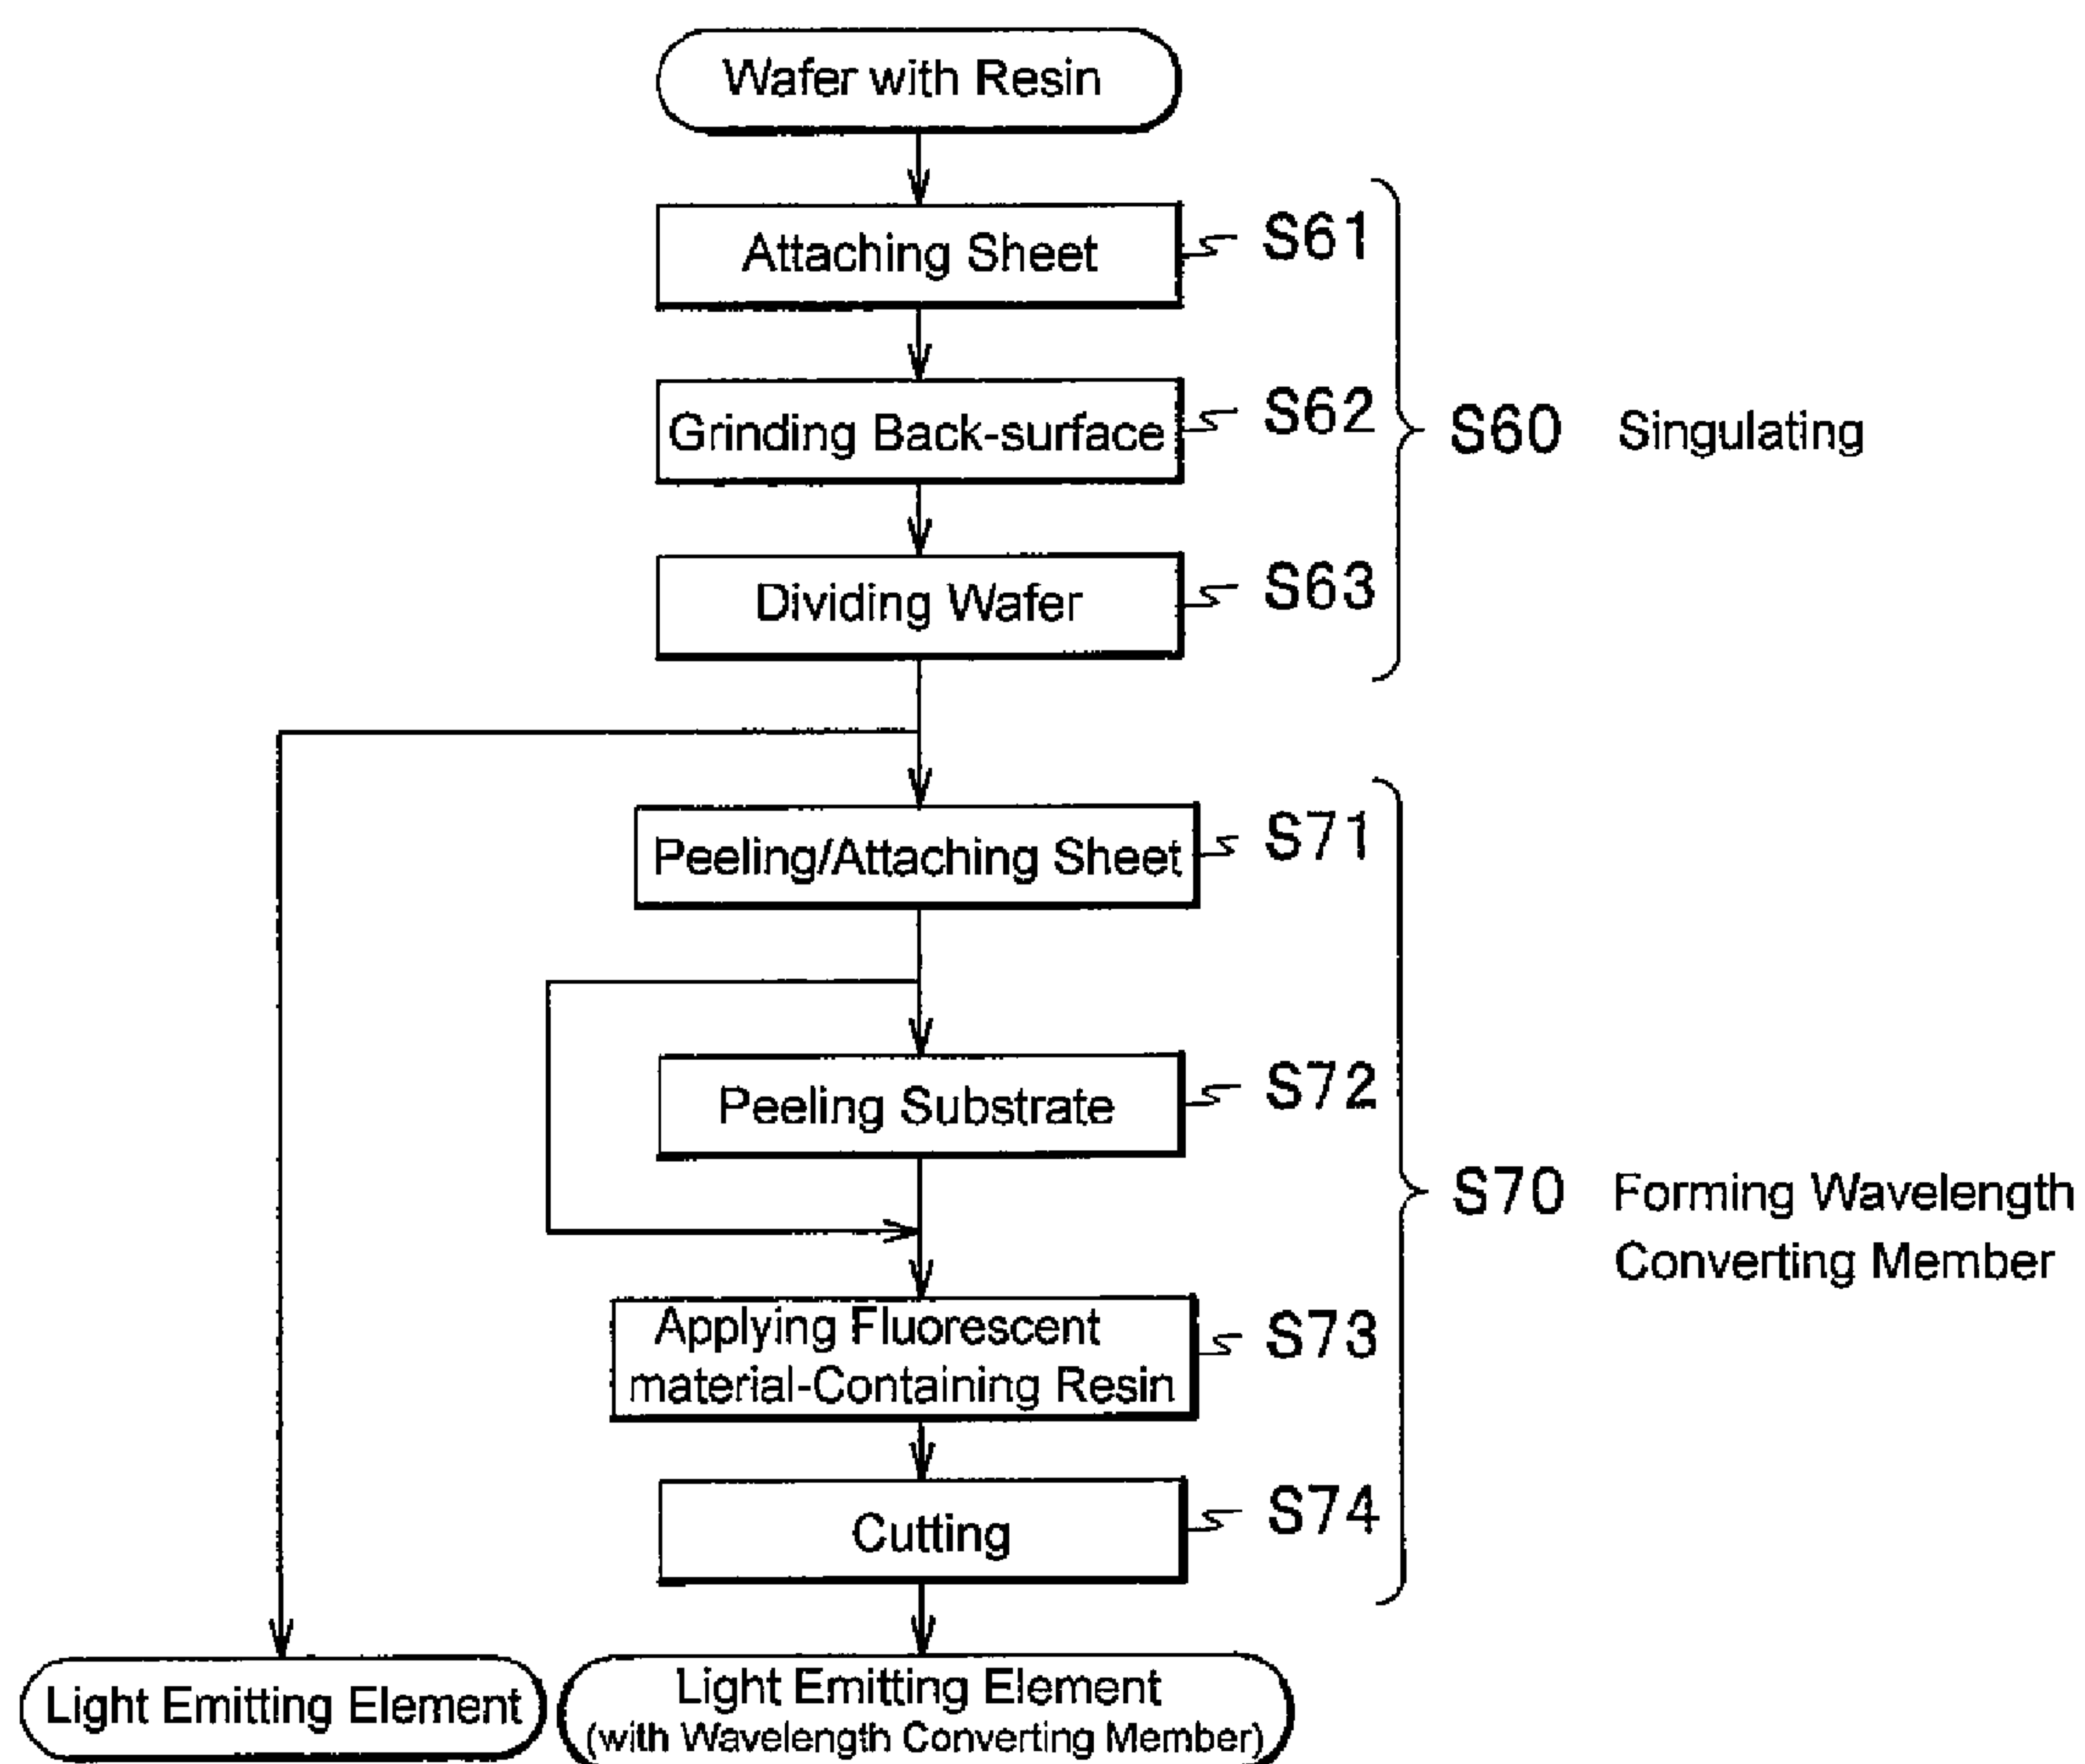 Wafer with Resin
Attaching Sheet
S61
Grinding Back-surface
S62
S60 Singulating
Dividing Wafer
S63
Peeling/Attaching Sheet
S71
Peeling Substrate
S72
S70 Forming Wavelength
Converting Member
Applying Fluorescent
material-Containing Resin
S73
Cutting
S74
Light Emitting Element
Light Emitting Element
(with Wavelength Converting Member)